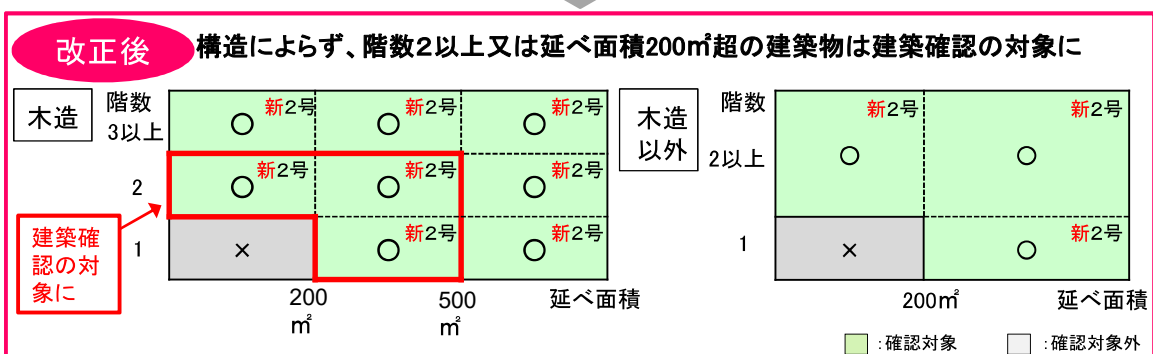 改正後
構造によらず、階数2以上又は延べ面積200㎡超の建築物は建築確認の対象に
木造
階数
3以上
2
1
新2号
○
新2号
○
新2号
○
新2号
○
新2号
○
新2号
○
×
新2号
○
新2号
○
建築確
認の対
象に
200
㎡
500
㎡
延べ面積
木造
以外
階数
2以上
1
新2号
○
新2号
○
×
新2号
○
200㎡
延べ面積
:確認対象
:確認対象外